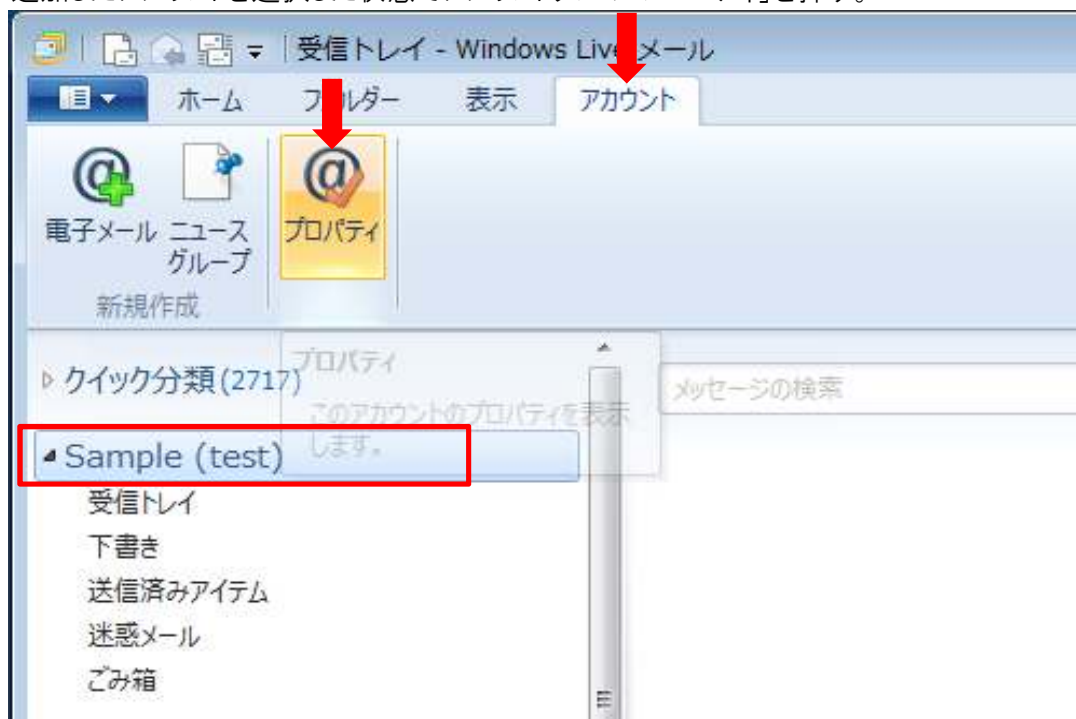 受信トレイ - Windows Live メール
ホーム フォルダー 表示 アカウント
電子メール ニュース グループ プロパティ
新規作成
クイック分類 (2717)
プロパティ
このアカウントのプロパティを表示
します。
メッセージの検索
Sample (test)
受信トレイ
下書き
送信済みアイテム
迷惑メール
ごみ箱